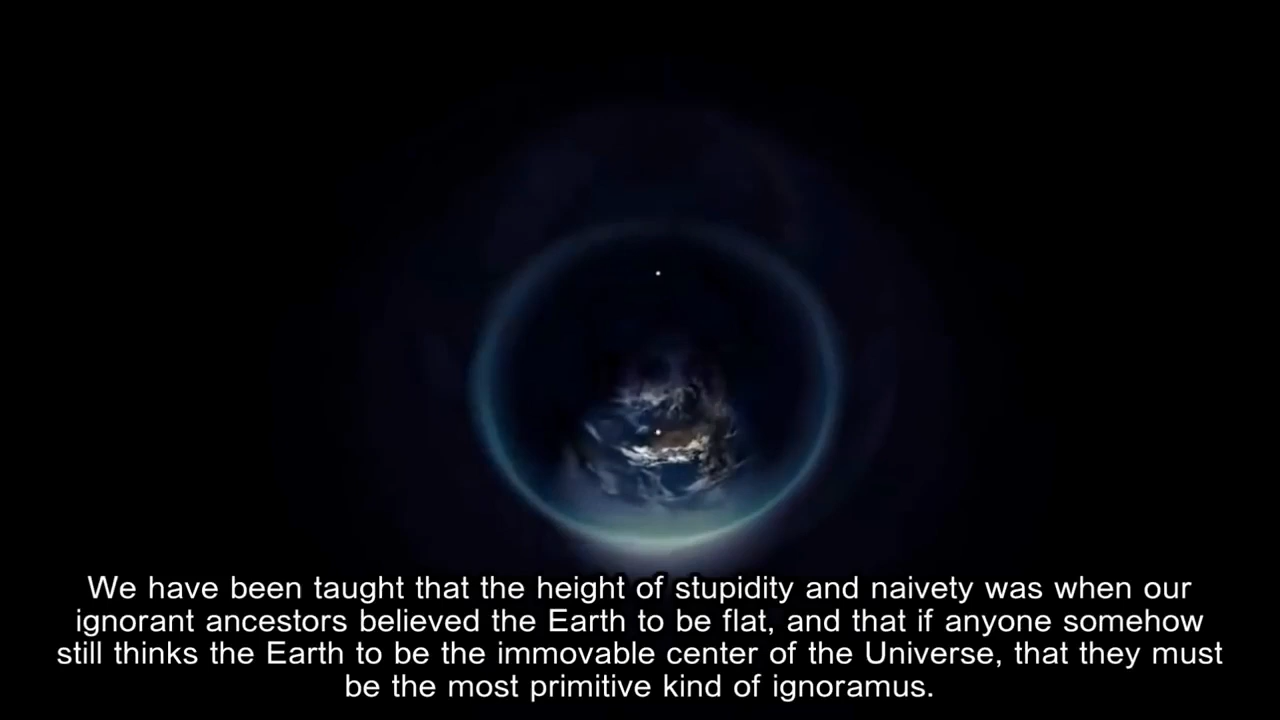 We have been taught that the height of stupidity and naivety was when our
ignorant ancestors believed the Earth to be flat, and that if anyone somehow
still thinks the Earth to be the immovable center of the Universe, that they must
be the most primitive kind of ignoramus.